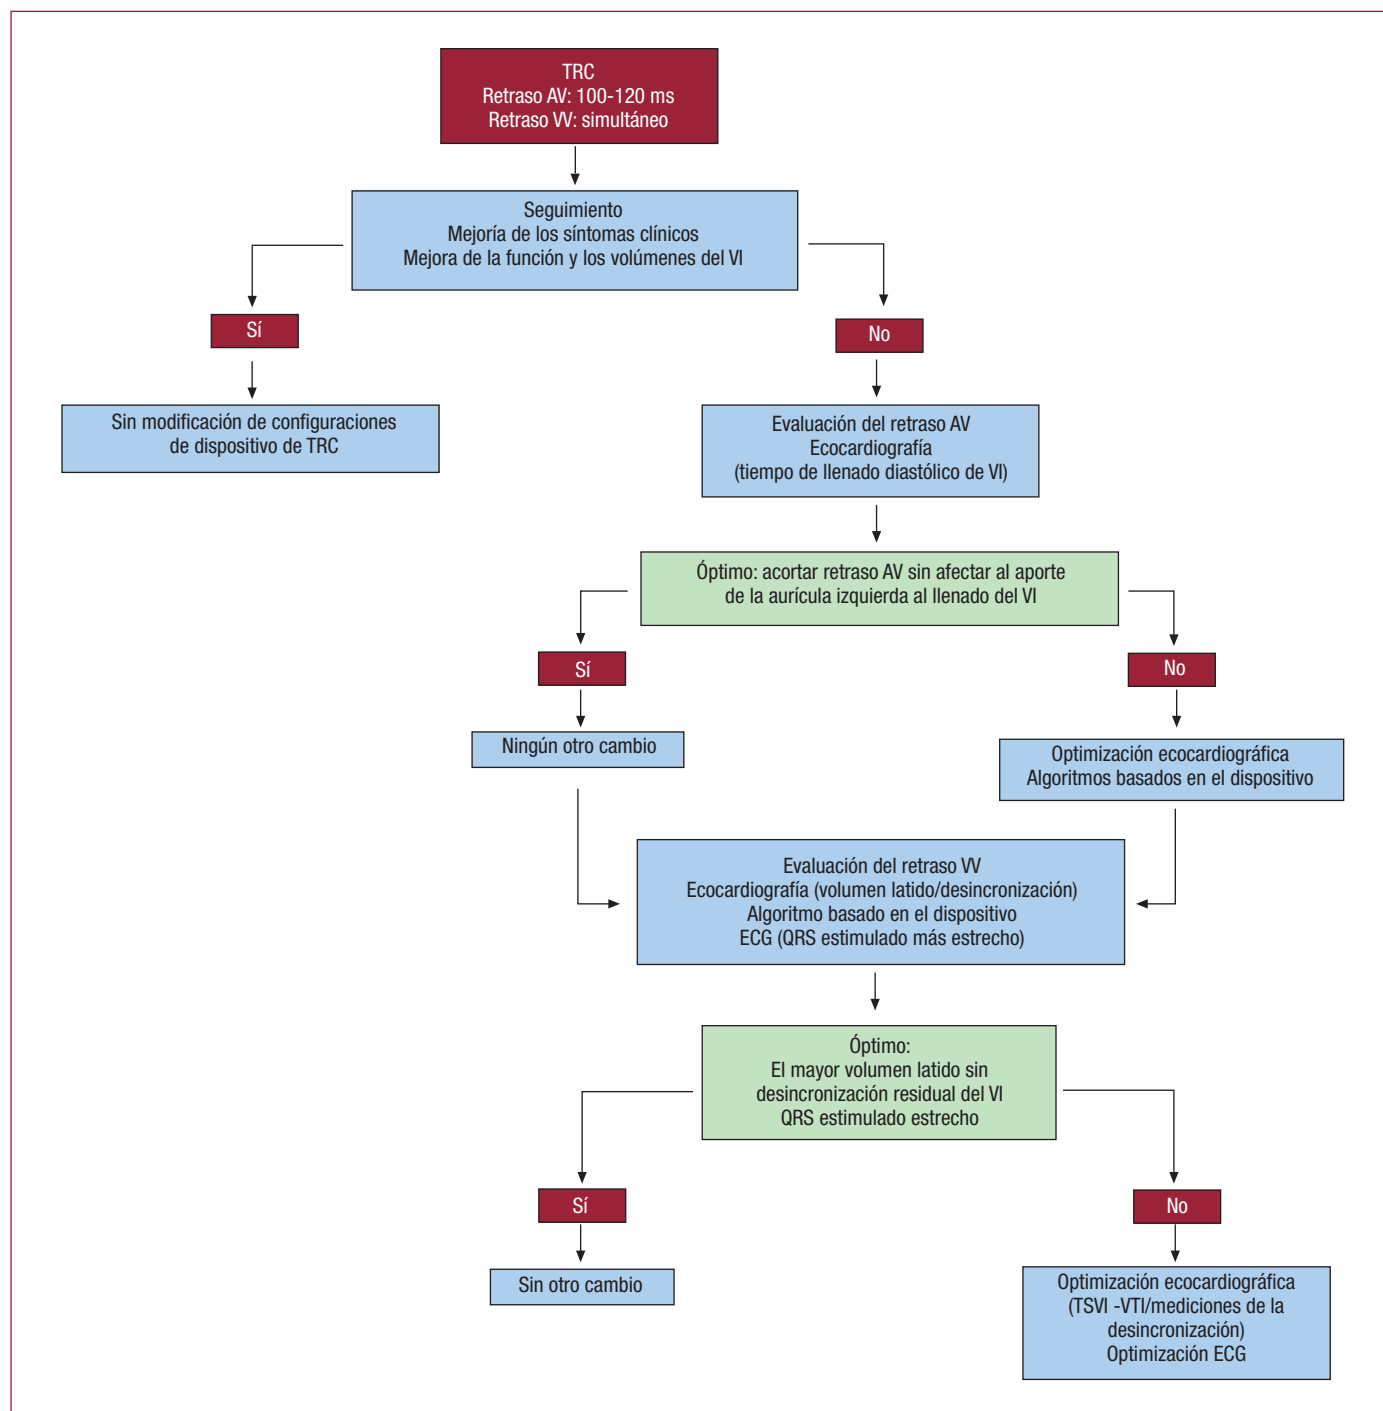 TRC
Retraso AV: 100-120 ms
Retraso VV: simultáneo
Seguimiento
Mejoría de los síntomas clínicos
Mejora de la función y los volúmenes del VI
Sí
No
Sin modificación de configuraciones
de dispositivo de TRC
Evaluación del retraso AV
Ecocardiografía
(tiempo de llenado diastólico de VI)
Óptimo: acortar retraso AV sin afectar al aporte
de la aurícula izquierda al llenado del VI
Sí
No
Ningún otro cambio
Optimización ecocardiográfica
Algoritmos basados en el dispositivo
Evaluación del retraso VV
Ecocardiografía (volumen latido/desincronización)
Algoritmo basado en el dispositivo
ECG (QRS estimulado más estrecho)
Óptimo:
El mayor volumen latido sin
desincronización residual del VI
QRS estimulado estrecho
Sí
No
Sin otro cambio
Optimización ecocardiográfica
(TSVI -VTI/mediciones de la
desincronización)
Optimización ECG